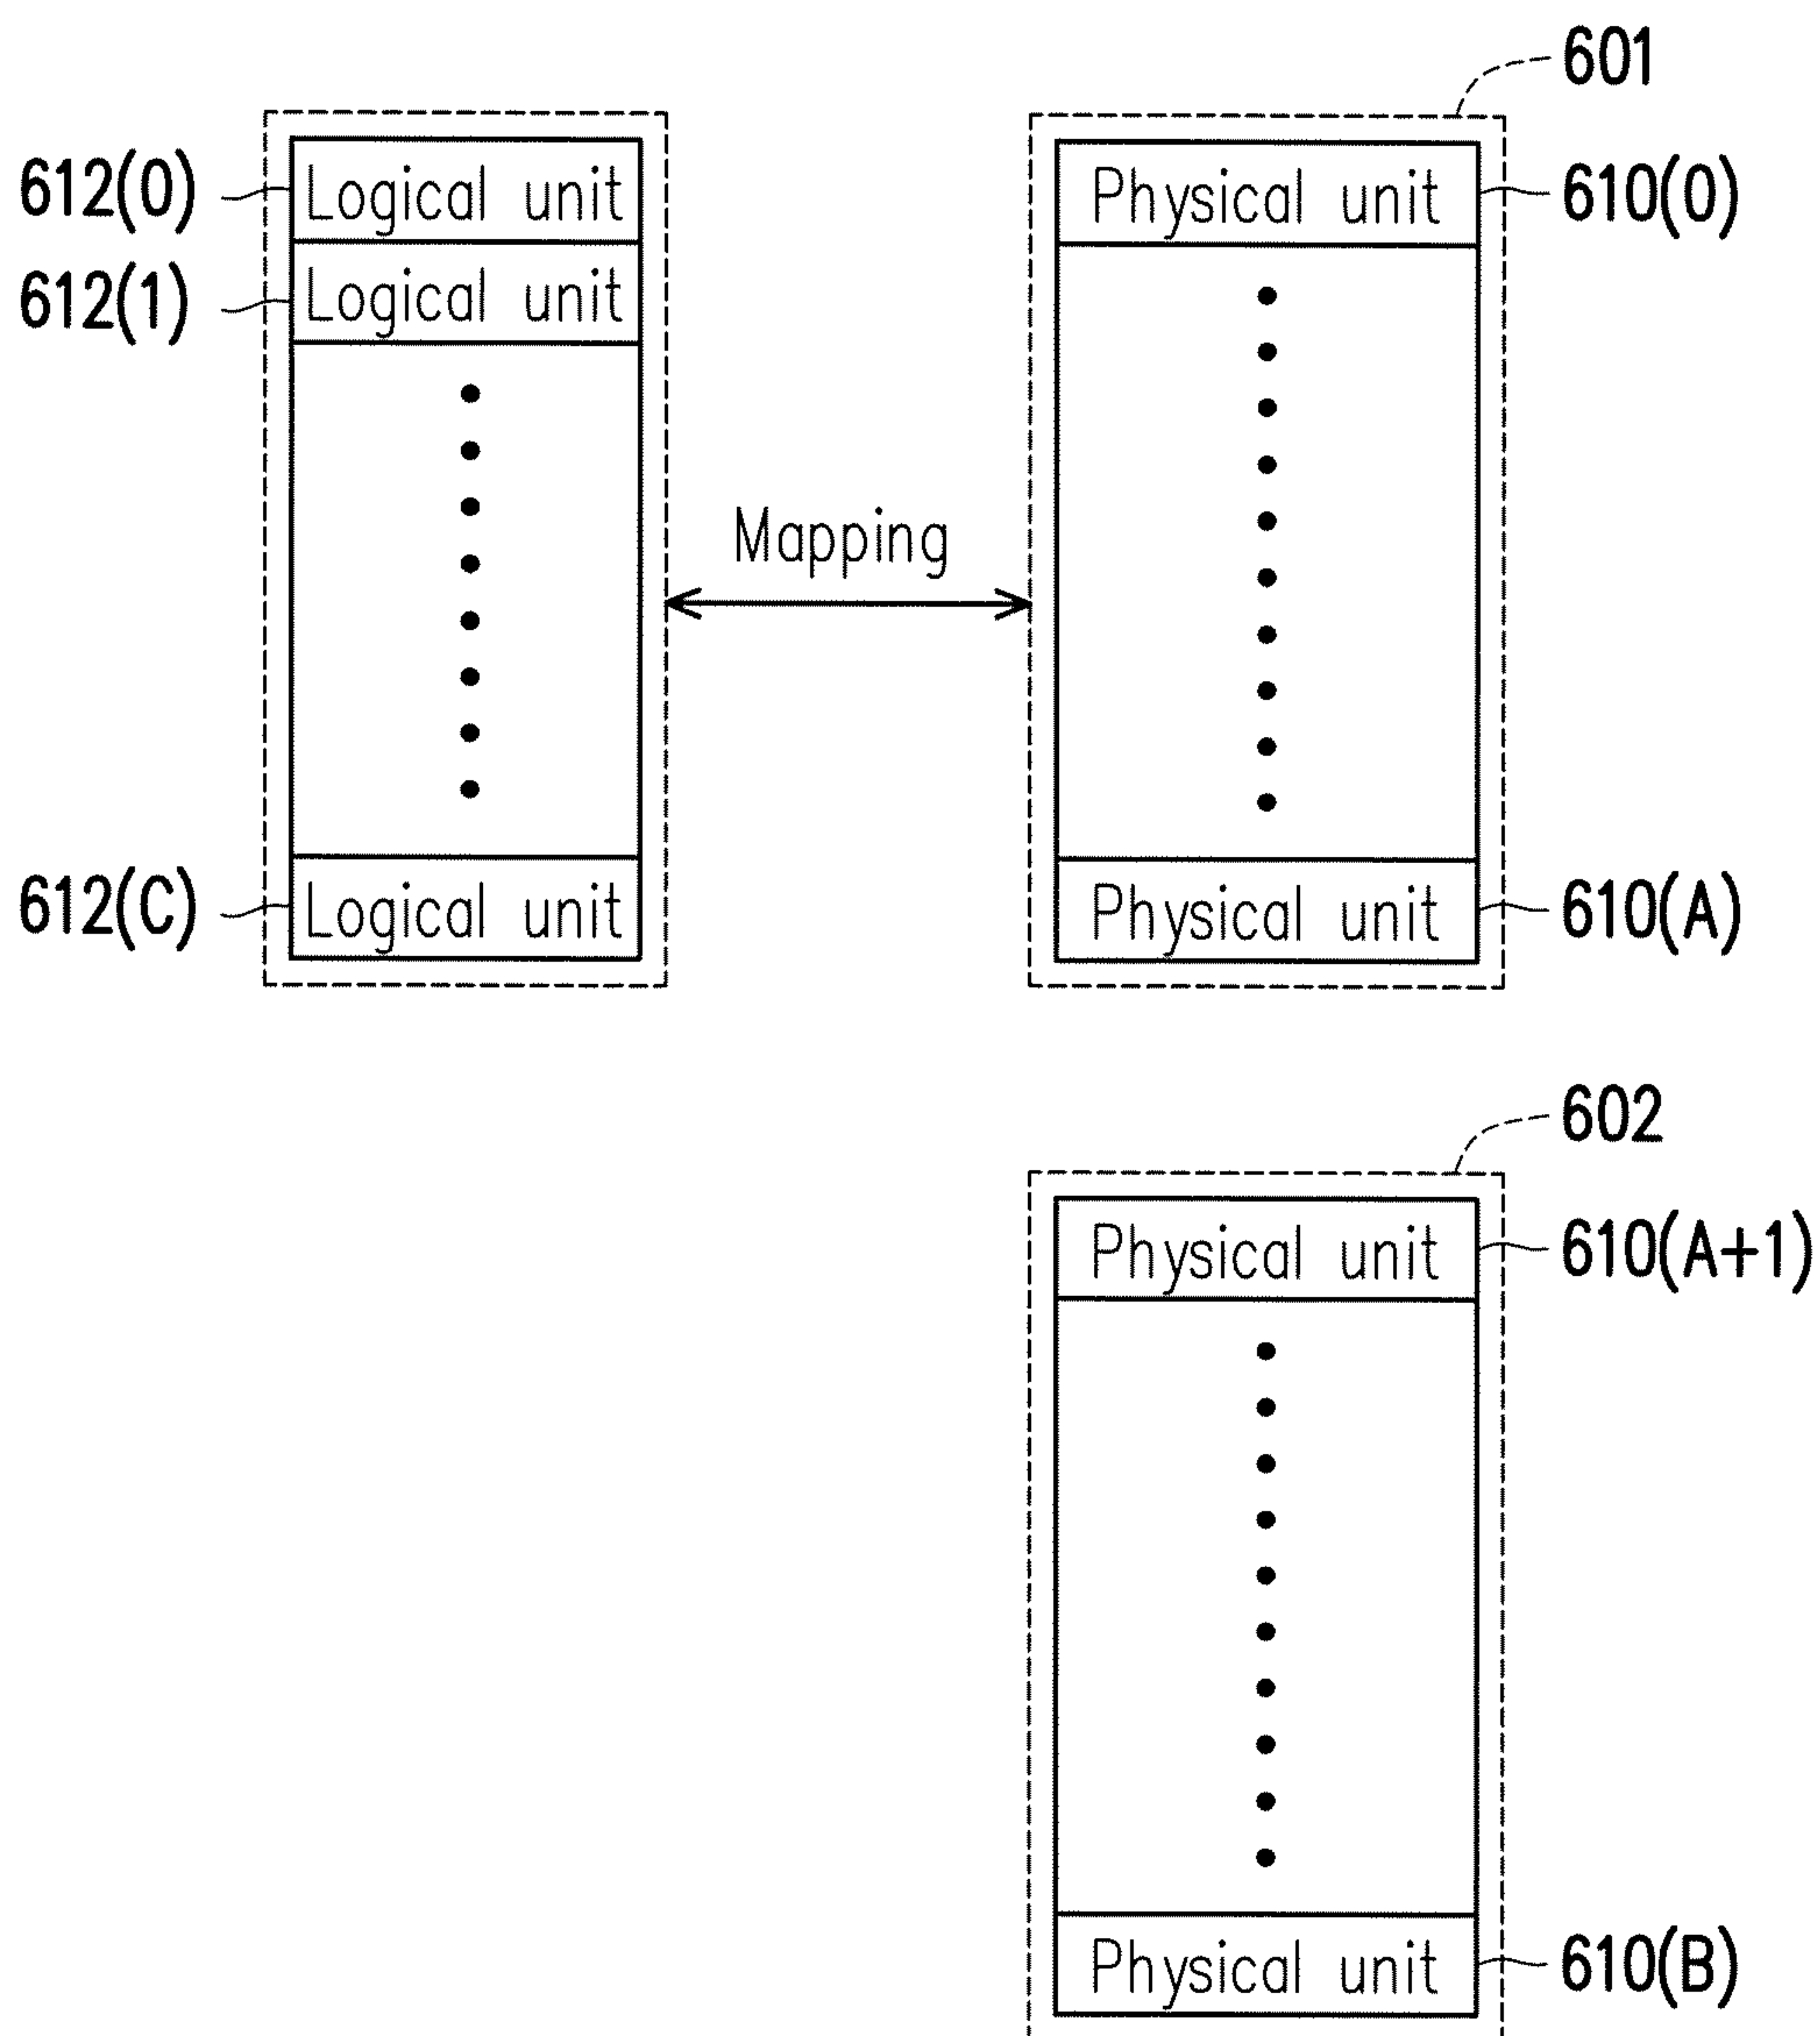 601
612(0) Logical unit
612(1) Logical unit
612(C) Logical unit
Mapping
Physical unit 610(0)
Physical unit 610(A)
602
Physical unit 610(A+1)
Physical unit 610(B)